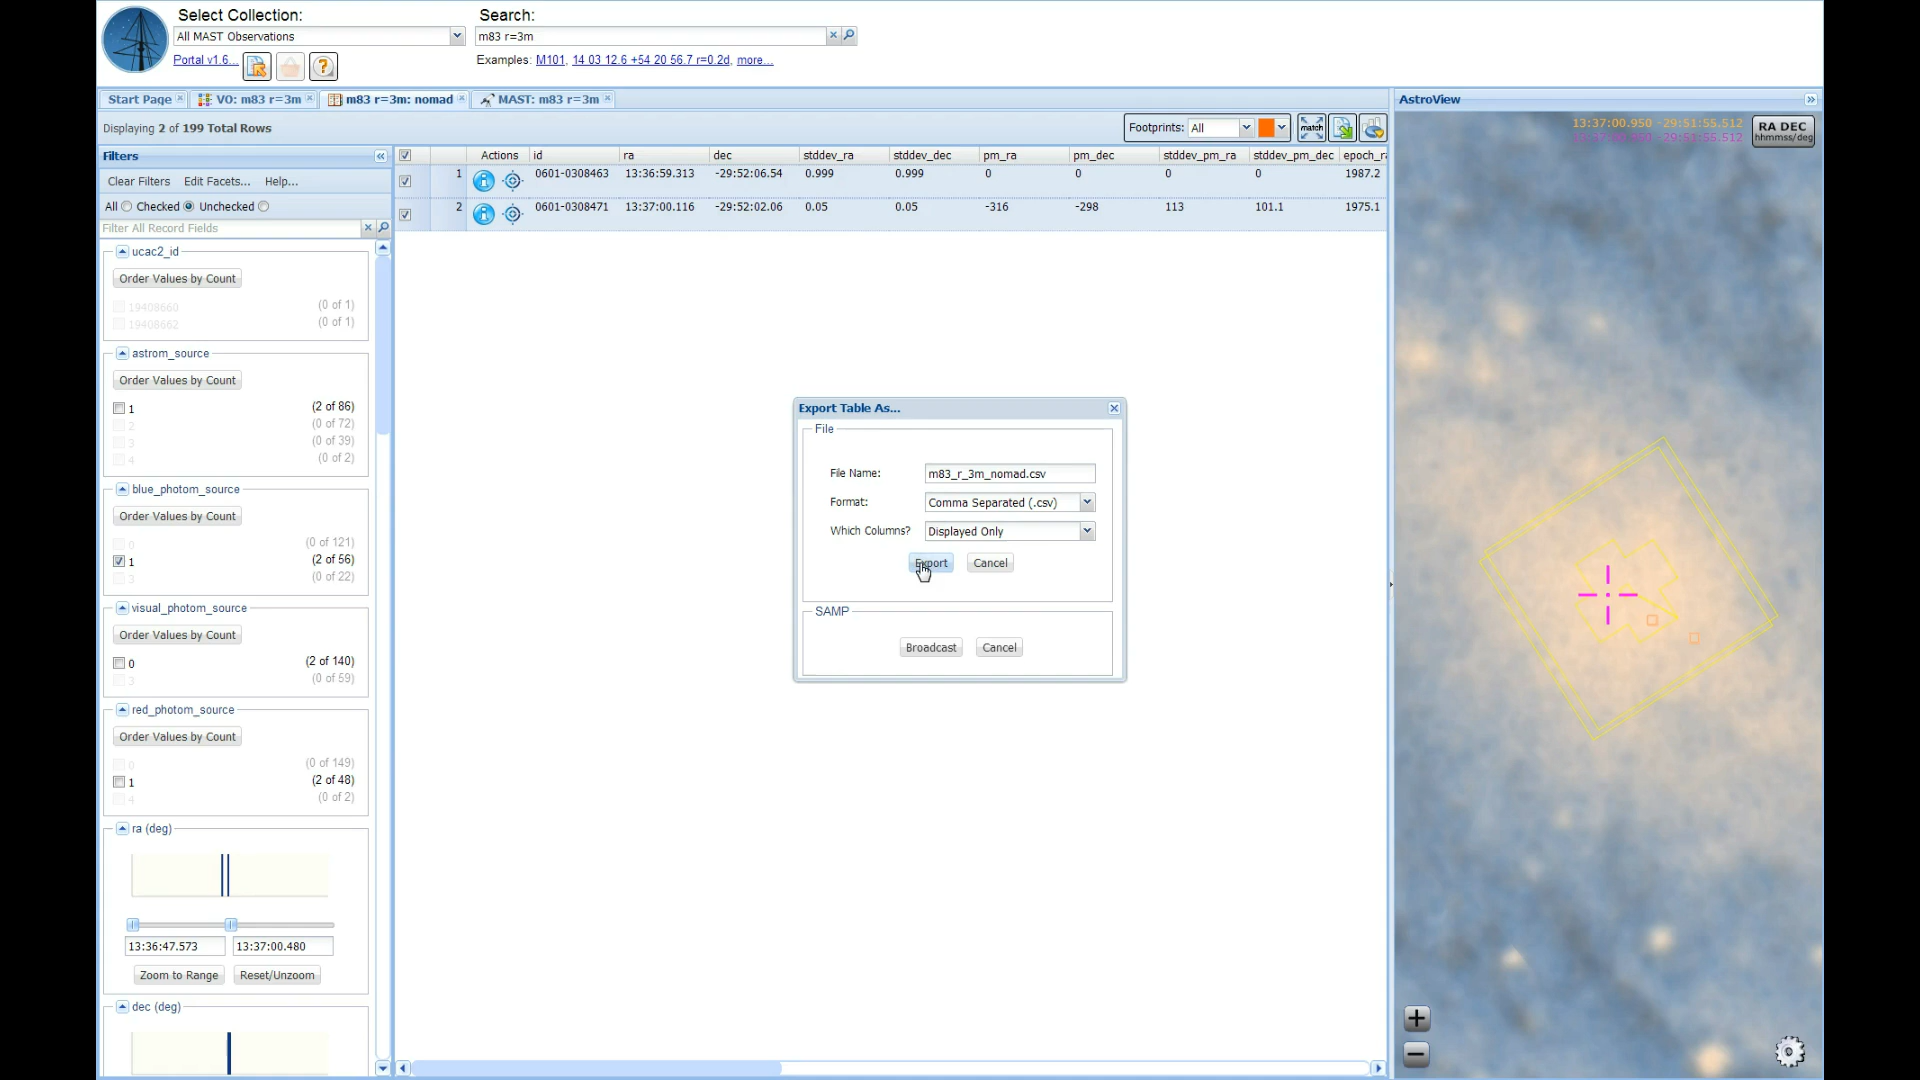 Select Collection:
Search:
All MAST Observations
m83 r=3m
Portal v1.6...
Examples: M101, 14 03 12.6 +54 20 56.7 r=0.2d, more...
Start Page
VO: m83 r=3m
m83 r=3m: nomad
MAST: m83 r=3m
AstroView
Displaying 2 of 199 Total Rows
Footprints: All
match
13:37:00.950 -29:51:55.512
RA DEC
hhmmss/deg
Filters
Actions id ra dec stddev_ra stddev_dec pm_ra pm_dec stddev_pm_ra stddev_pm_dec epoch_ra
1 0601-0308463 13:36:59.313 -29:52:06.54 0.999 0.999 0 0 0 0 1987.2
2 0601-0308471 13:37:00.116 -29:52:02.06 0.05 0.05 -316 -298 113 101.1 1975.1
Clear Filters Edit Facets... Help...
All Checked Unchecked
Filter All Record Fields
ucac2_id
Order Values by Count
19408660 (0 of 1)
19408662 (0 of 1)
astrom_source
Order Values by Count
1 (2 of 86)
2 (0 of 72)
3 (0 of 39)
4 (0 of 2)
blue_photom_source
Order Values by Count
0 (0 of 121)
1 (2 of 56)
3 (0 of 22)
visual_photom_source
Order Values by Count
0 (2 of 140)
3 (0 of 59)
red_photom_source
Order Values by Count
0 (0 of 149)
1 (2 of 48)
4 (0 of 2)
ra (deg)
13:36:47.573
13:37:00.480
Zoom to Range
Reset/Unzoom
dec (deg)
Export Table As...
File
File Name: m83_r_3m_nomad.csv
Format: Comma Separated (.csv)
Which Columns? Displayed Only
Export
Cancel
SAMP
Broadcast
Cancel